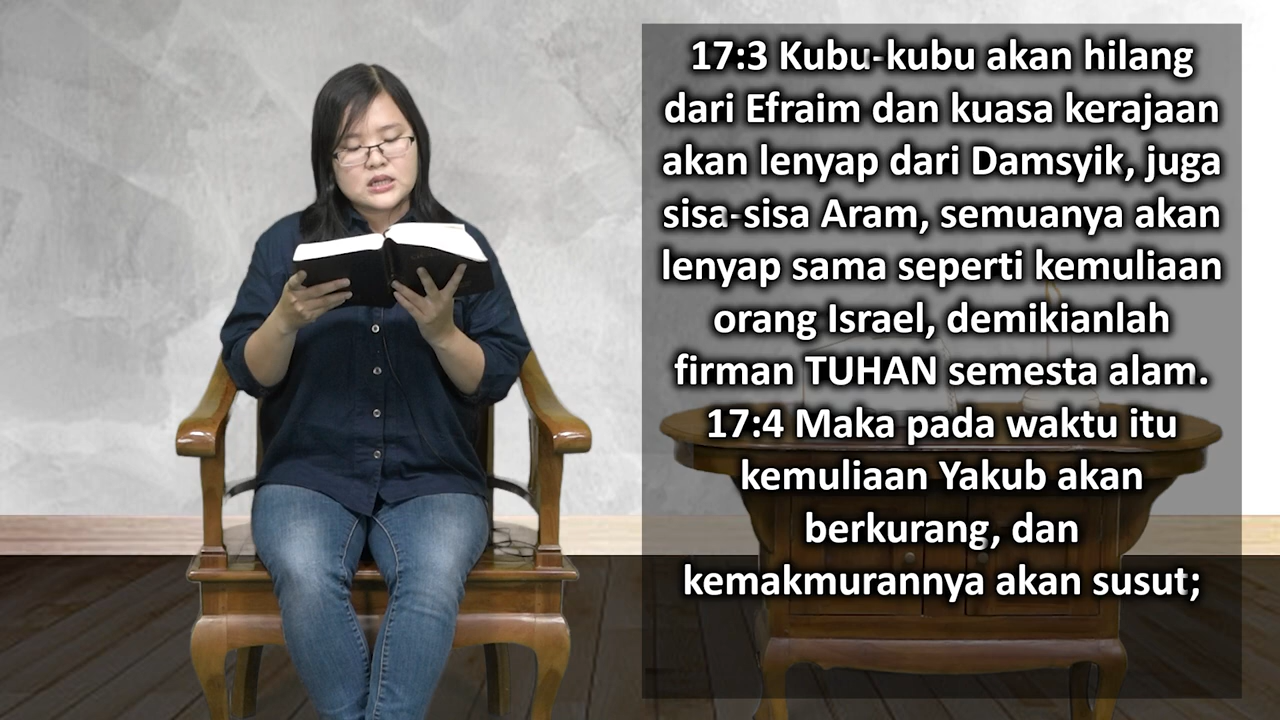 17:3 Kubu-kubu akan hilang
dari Efraim dan kuasa kerajaan
akan lenyap dari Damsyik, juga
sisa-sisa Aram, semuanya akan
lenyap sama seperti kemuliaan
orang Israel, demikianlah
firman TUHAN semesta alam.
17:4 Maka pada waktu itu
kemuliaan Yakub akan
berkurang, dan
kemakmurannya akan susut;